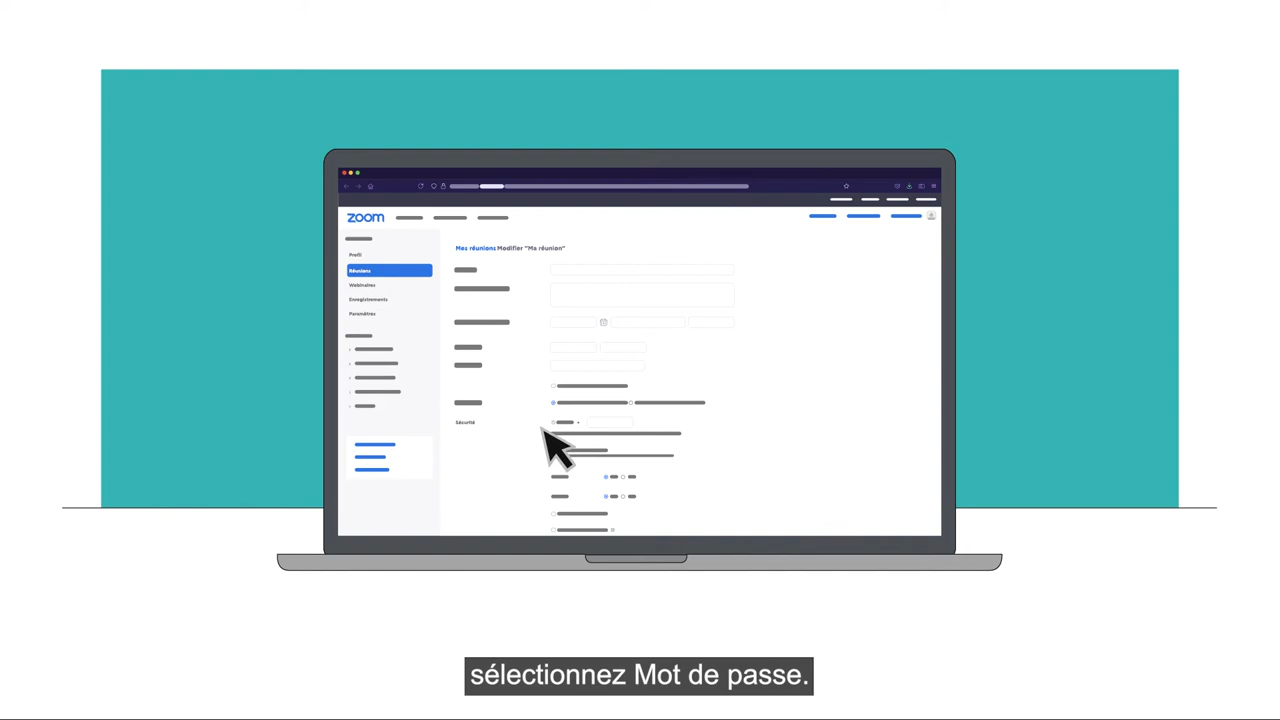 zoom
Mes réunions Modifier "Ma réunion"
Profil
Réunions
Webinaires
Enregistrements
Paramètres
Sécurité
sélectionnez Mot de passe.